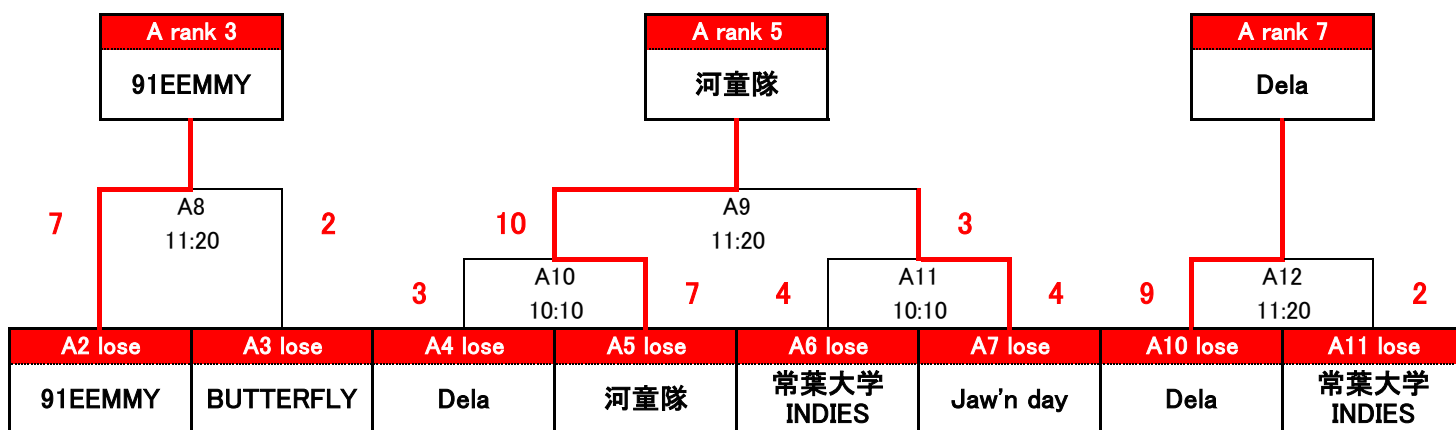 A rank 3
A rank 5
A rank 7
91EEMMY
河童隊
Dela
7
A8
11:20
2
10
A9
11:20
3
3
A10
10:10
7
4
A11
10:10
4
9
A12
11:20
2
A2 lose
A3 lose
A4 lose
A5 lose
A6 lose
A7 lose
A10 lose
A11 lose
91EEMMY
BUTTERFLY
Dela
河童隊
常葉大学
INDIES
Jaw'n day
Dela
常葉大学
INDIES